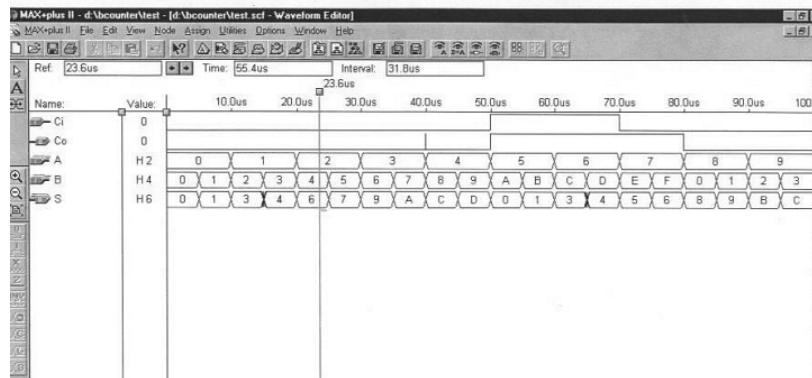 MAX+plus II - d:\bcounter\test - [d:\bcounter\test.scf - Waveform Editor]
MAX+plus II File Edit View Node Assign Utilities Options Window Help
Ref: 23.6us Time: 55.4us Interval: 31.8us
23.6us
Name: Value: 10.0us 20.0us 30.0us 40.0us 50.0us 60.0us 70.0us 80.0us 90.0us 100
Ci 0
Co 0
A H 2 0 1 2 3 4 5 6 7 8 9
B H 4 0 1 2 3 4 5 6 7 8 9 A B C D E F 0 1 2 3
S H 6 0 1 3 4 6 7 9 A C D 0 1 3 4 5 6 8 9 B C